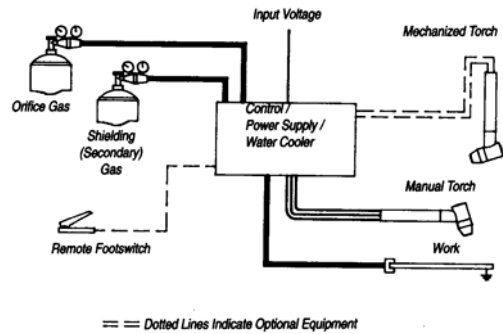 Input Voltage
Mechanized Torch
Orifice Gas
Shielding
(Secondary)
Gas
Control /
Power Supply /
Water Cooler
Manual Torch
Remote Footswitch
Work
Dotted Lines Indicate Optional Equipment